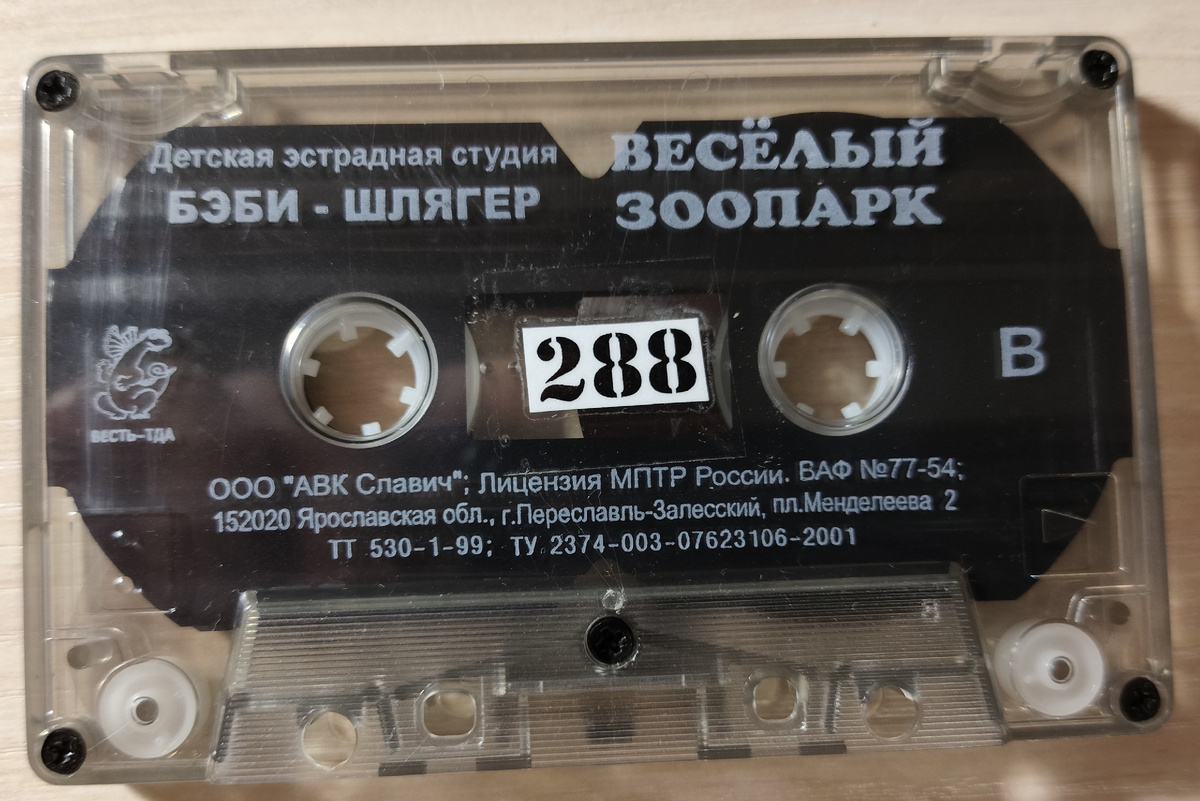 Детская эстрадная студия
БЭБИ - ШЛЯГЕР
ВЕСЁЛЫЙ
ЗООПАРК
288
В
ВЕСТЬ-ТДА
ООО "АВК Славич"; Лицензия МПТР России. ВАФ №77-54;
152020 Ярославская обл., г.Переславль-Залесский, пл.Менделеева 2
ТТ 530-1-99; ТУ 2374-003-07623106-2001